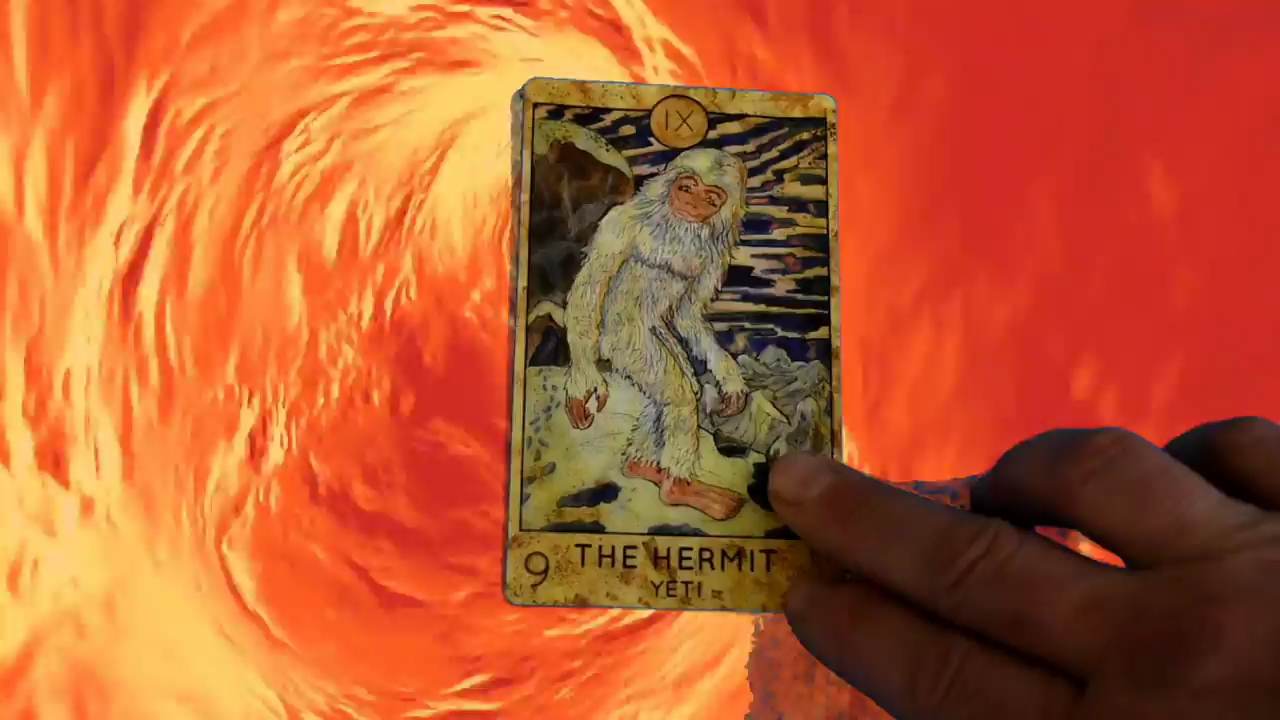 IX
9 THE HERMIT
YETI